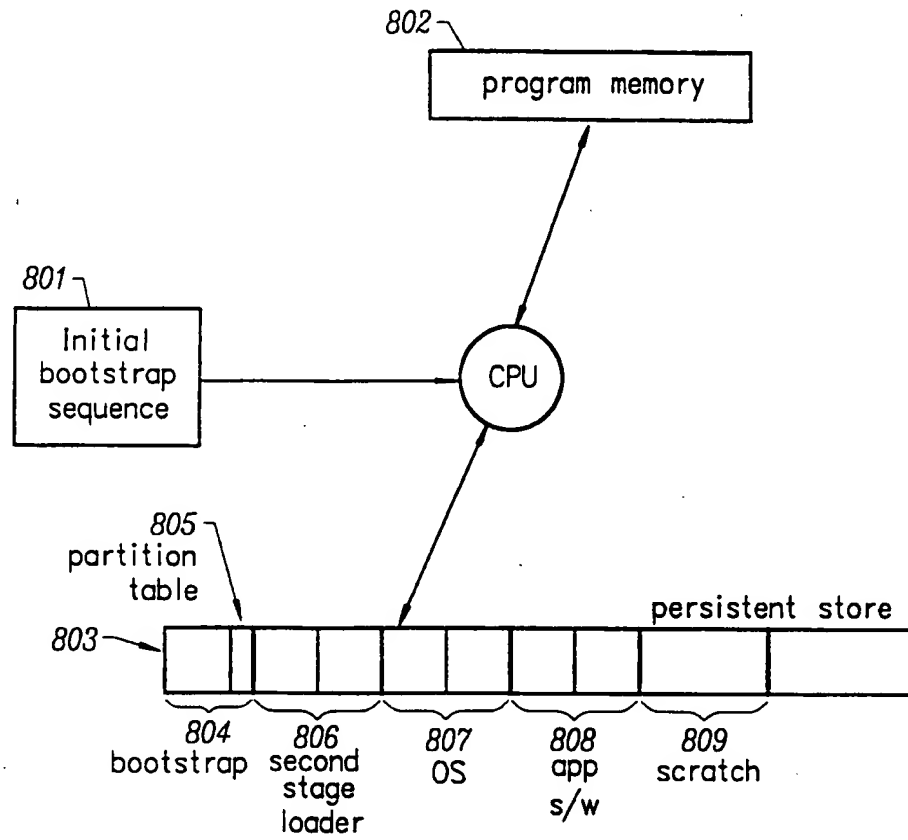 802
program memory
801
Initial
bootstrap
sequence
CPU
805
partition
table
persistent store
803
804
bootstrap
806
second
stage
loader
807
OS
808
app
s/w
809
scratch